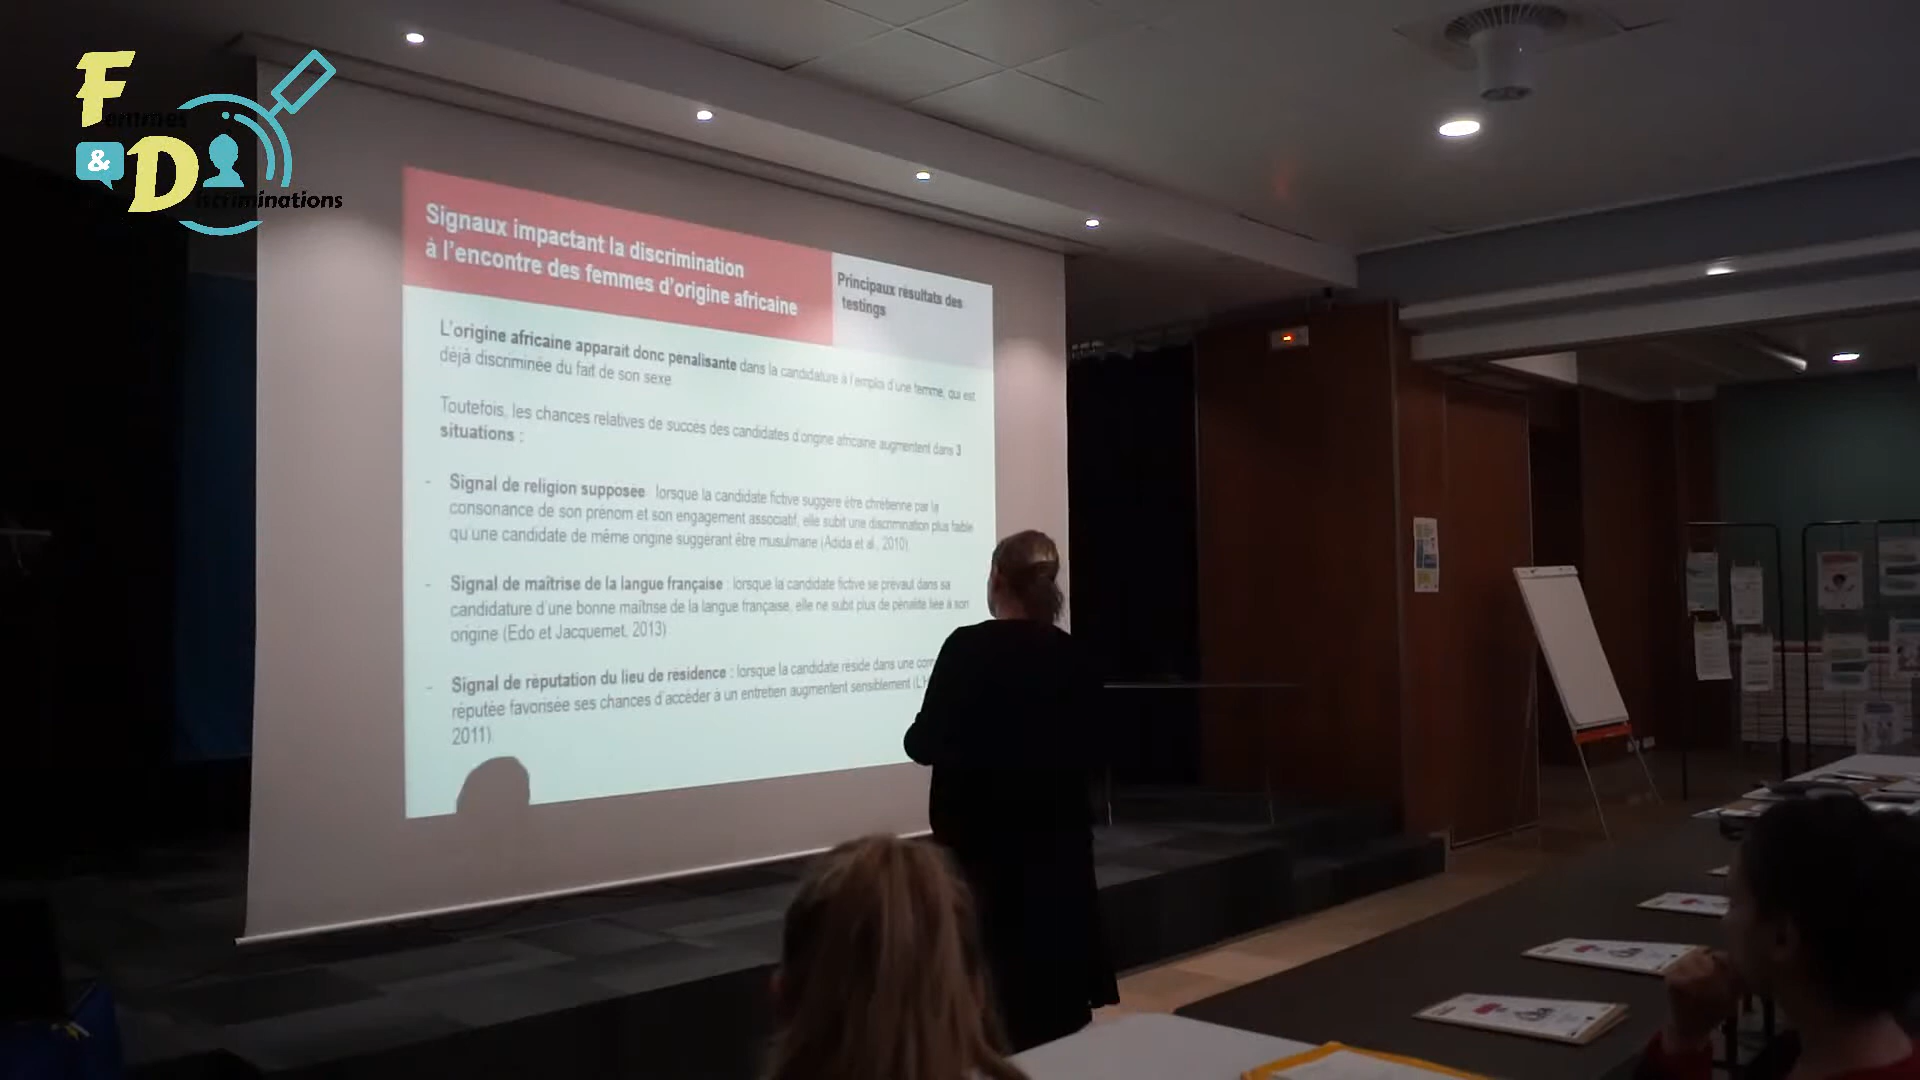 Femmes
& Discriminations
Signaux impactant la discrimination
à l'encontre des femmes d'origine africaine
Principaux résultats des
testings
L'origine africaine apparait donc penalisante dans la candidature à l'emploi d'une femme, qui est
déjà discriminée du fait de son sexe
Toutefois, les chances relatives de succès des candidates d'origine africaine augmentent dans 3
situations :
- Signal de religion supposée lorsque la candidate fictive suggère être chrétienne par la
consonance de son prénom et son engagement associatif, elle subit une discrimination plus faible
qu'une candidate de même origine suggérant être musulmane (Adida et al., 2010)
- Signal de maîtrise de la langue française : lorsque la candidate fictive se prévaut dans sa
candidature d'une bonne maîtrise de la langue française, elle ne subit plus de pénalité liée à son
origine (Edo et Jacquemet, 2013)
- Signal de réputation du lieu de résidence : lorsque la candidate réside dans une com
réputée favorisée ses chances d'accéder à un entretien augmentent sensiblement (L'H
2011)